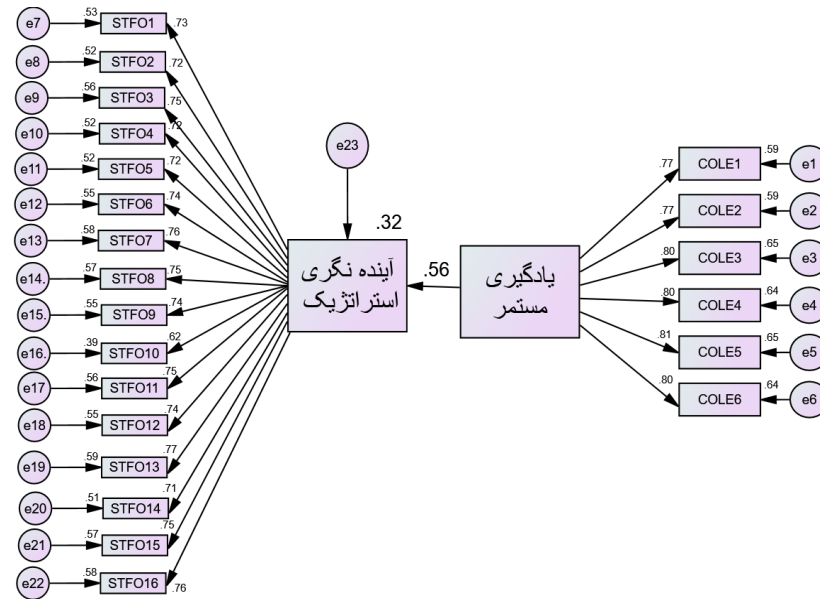 e7 .53 STFO1 .73
e8 .52 STFO2 .72
e9 .56 STFO3 .75
e10 .52 STFO4 .72
e11 .52 STFO5 .72
e12 .55 STFO6 .74
e13 .58 STFO7 .76
e14. .57 STFO8 .75
e15. .55 STFO9 .74
e16. .39 STFO10 .62
e17 .56 STFO11 .75
e18 .55 STFO12 .74
e19 .59 STFO13 .77
e20 .51 STFO14 .71
e21 .57 STFO15 .75
e22 .58 STFO16 .76
e23
.32
آینده نگری
استراتژیک
.56
یادگیری
مستمر
.77 COLE1 .59 e1
.77 COLE2 .59 e2
.80 COLE3 .65 e3
.80 COLE4 .64 e4
.81 COLE5 .65 e5
.80 COLE6 .64 e6